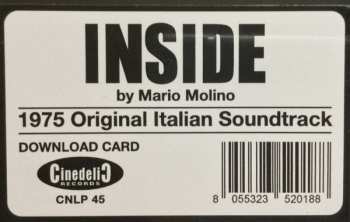 INSIDE
by Mario Molino
1975 Original Italian Soundtrack
DOWNLOAD CARD
CinedeliC
RECORDS
CNLP 45
8 055323 520188